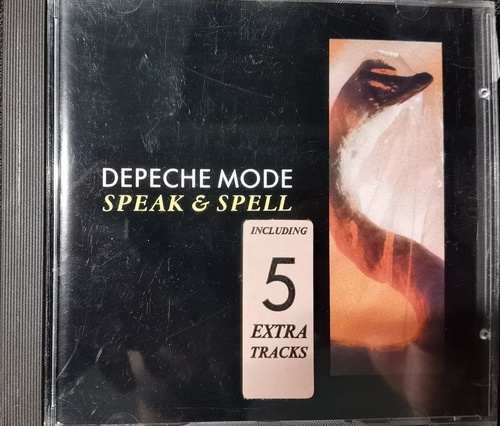 DEPECHE MODE
SPEAK & SPELL
INCLUDING
5
EXTRA
TRACKS